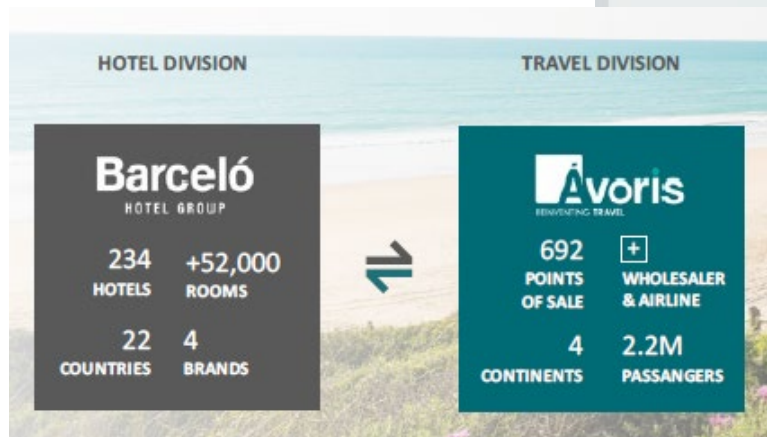 HOTEL DIVISION
Barceló
HOTEL GROUP
234
HOTELS
+52,000
ROOMS
22
COUNTRIES
4
BRANDS
TRAVEL DIVISION
Ávoris
REINVENTING TRAVEL
692
POINTS
OF SALE
+
WHOLESALER
& AIRLINE
4
CONTINENTS
2.2M
PASSANGERS